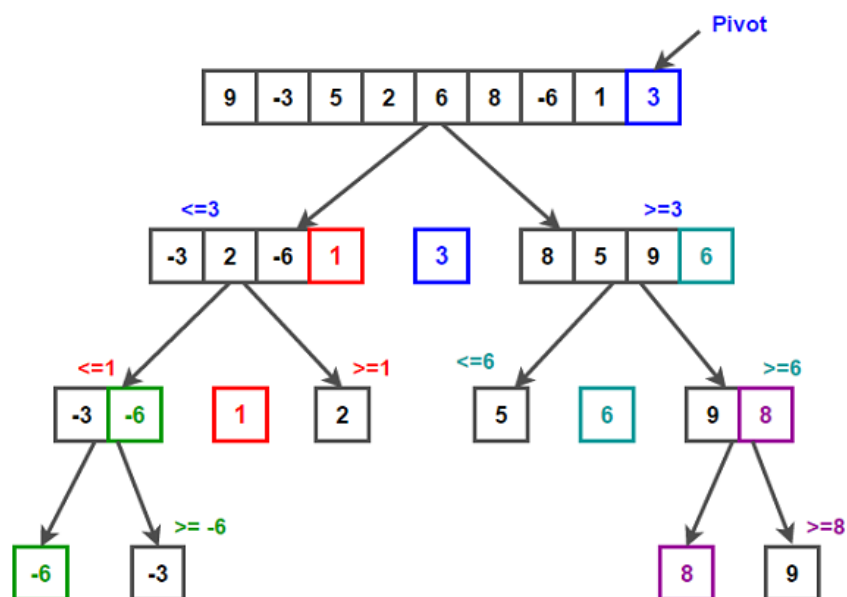 Pivot
9 -3 5 2 6 8 -6 1 3
<=3 >=3
-3 2 -6 1 3 8 5 9 6
<=1 >=1 <=6 >=6
-3 -6 1 2 5 6 9 8
>= -6 >=8
-6 -3 8 9